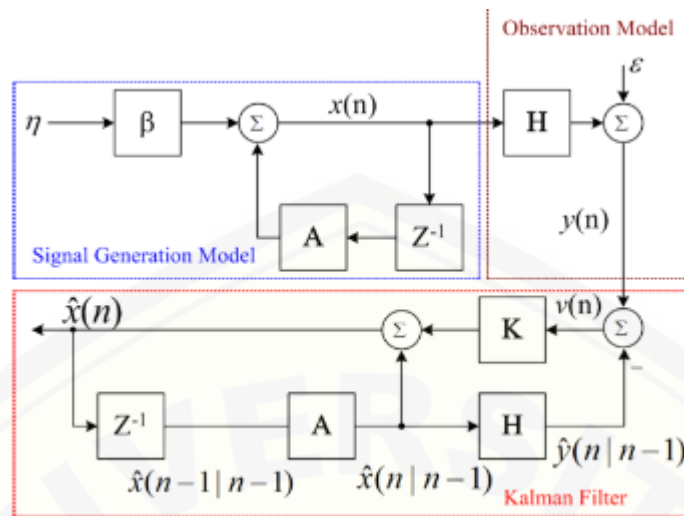 Observation Model
ε
x(n)
η
β
Σ
H
Σ
A
Z⁻¹
y(n)
Signal Generation Model
x̂(n)
v(n)
Σ
K
Σ
−
Z⁻¹
A
H
x̂(n−1|n−1)
x̂(n|n−1)
ŷ(n|n−1)
Kalman Filter